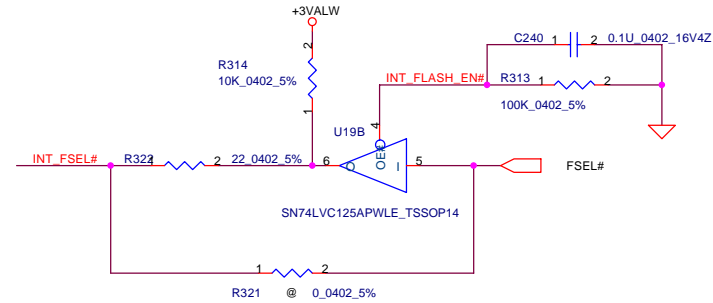 +3VALW
C240
1
2
0.1U_0402_16V4Z
2
R314
10K_0402_5%
1
INT_FLASH_EN#
R313
1
2
100K_0402_5%
U19B
4
OE#
INT_FSEL#
R322
1
2
22_0402_5%
6
O
I
5
FSEL#
SN74LVC125APWLE_TSSOP14
1
2
R321
@
0_0402_5%